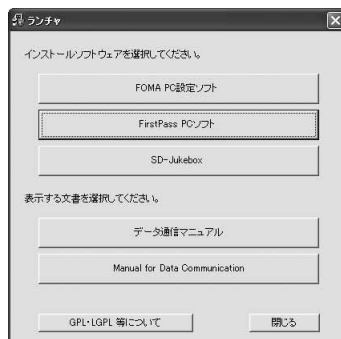 ランチャ
インストールソフトウェアを選択してください。
FOMA PC設定ソフト
FirstPass PCソフト
SD-Jukebox
表示する文書を選択してください。
データ通信マニュアル
Manual for Data Communication
GPL・LGPL 等について
閉じる